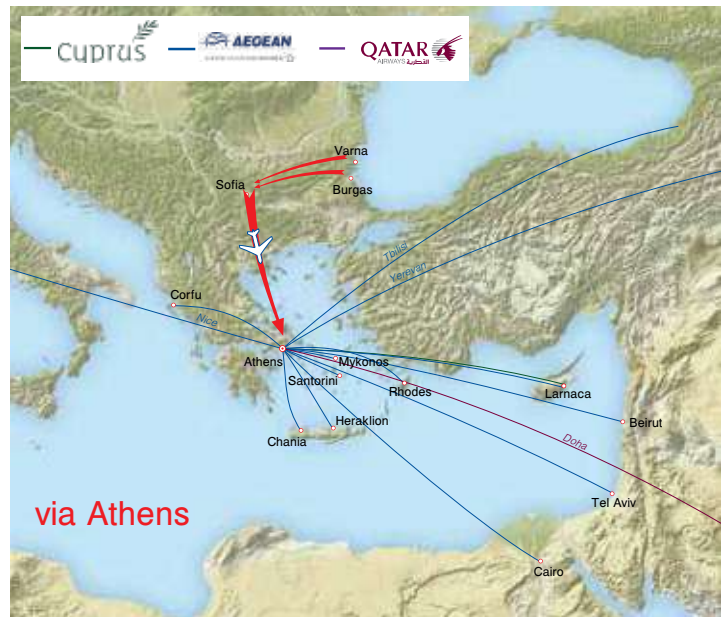 CYPRUS
AEGEAN
QATAR
AIRWAYS القطرية
Varna
Sofia
Burgas
Tbilisi
Yerevan
Corfu
Nice
Athens
Mykonos
Santorini
Rhodes
Larnaca
Chania
Heraklion
Beirut
Doha
via Athens
Tel Aviv
Cairo